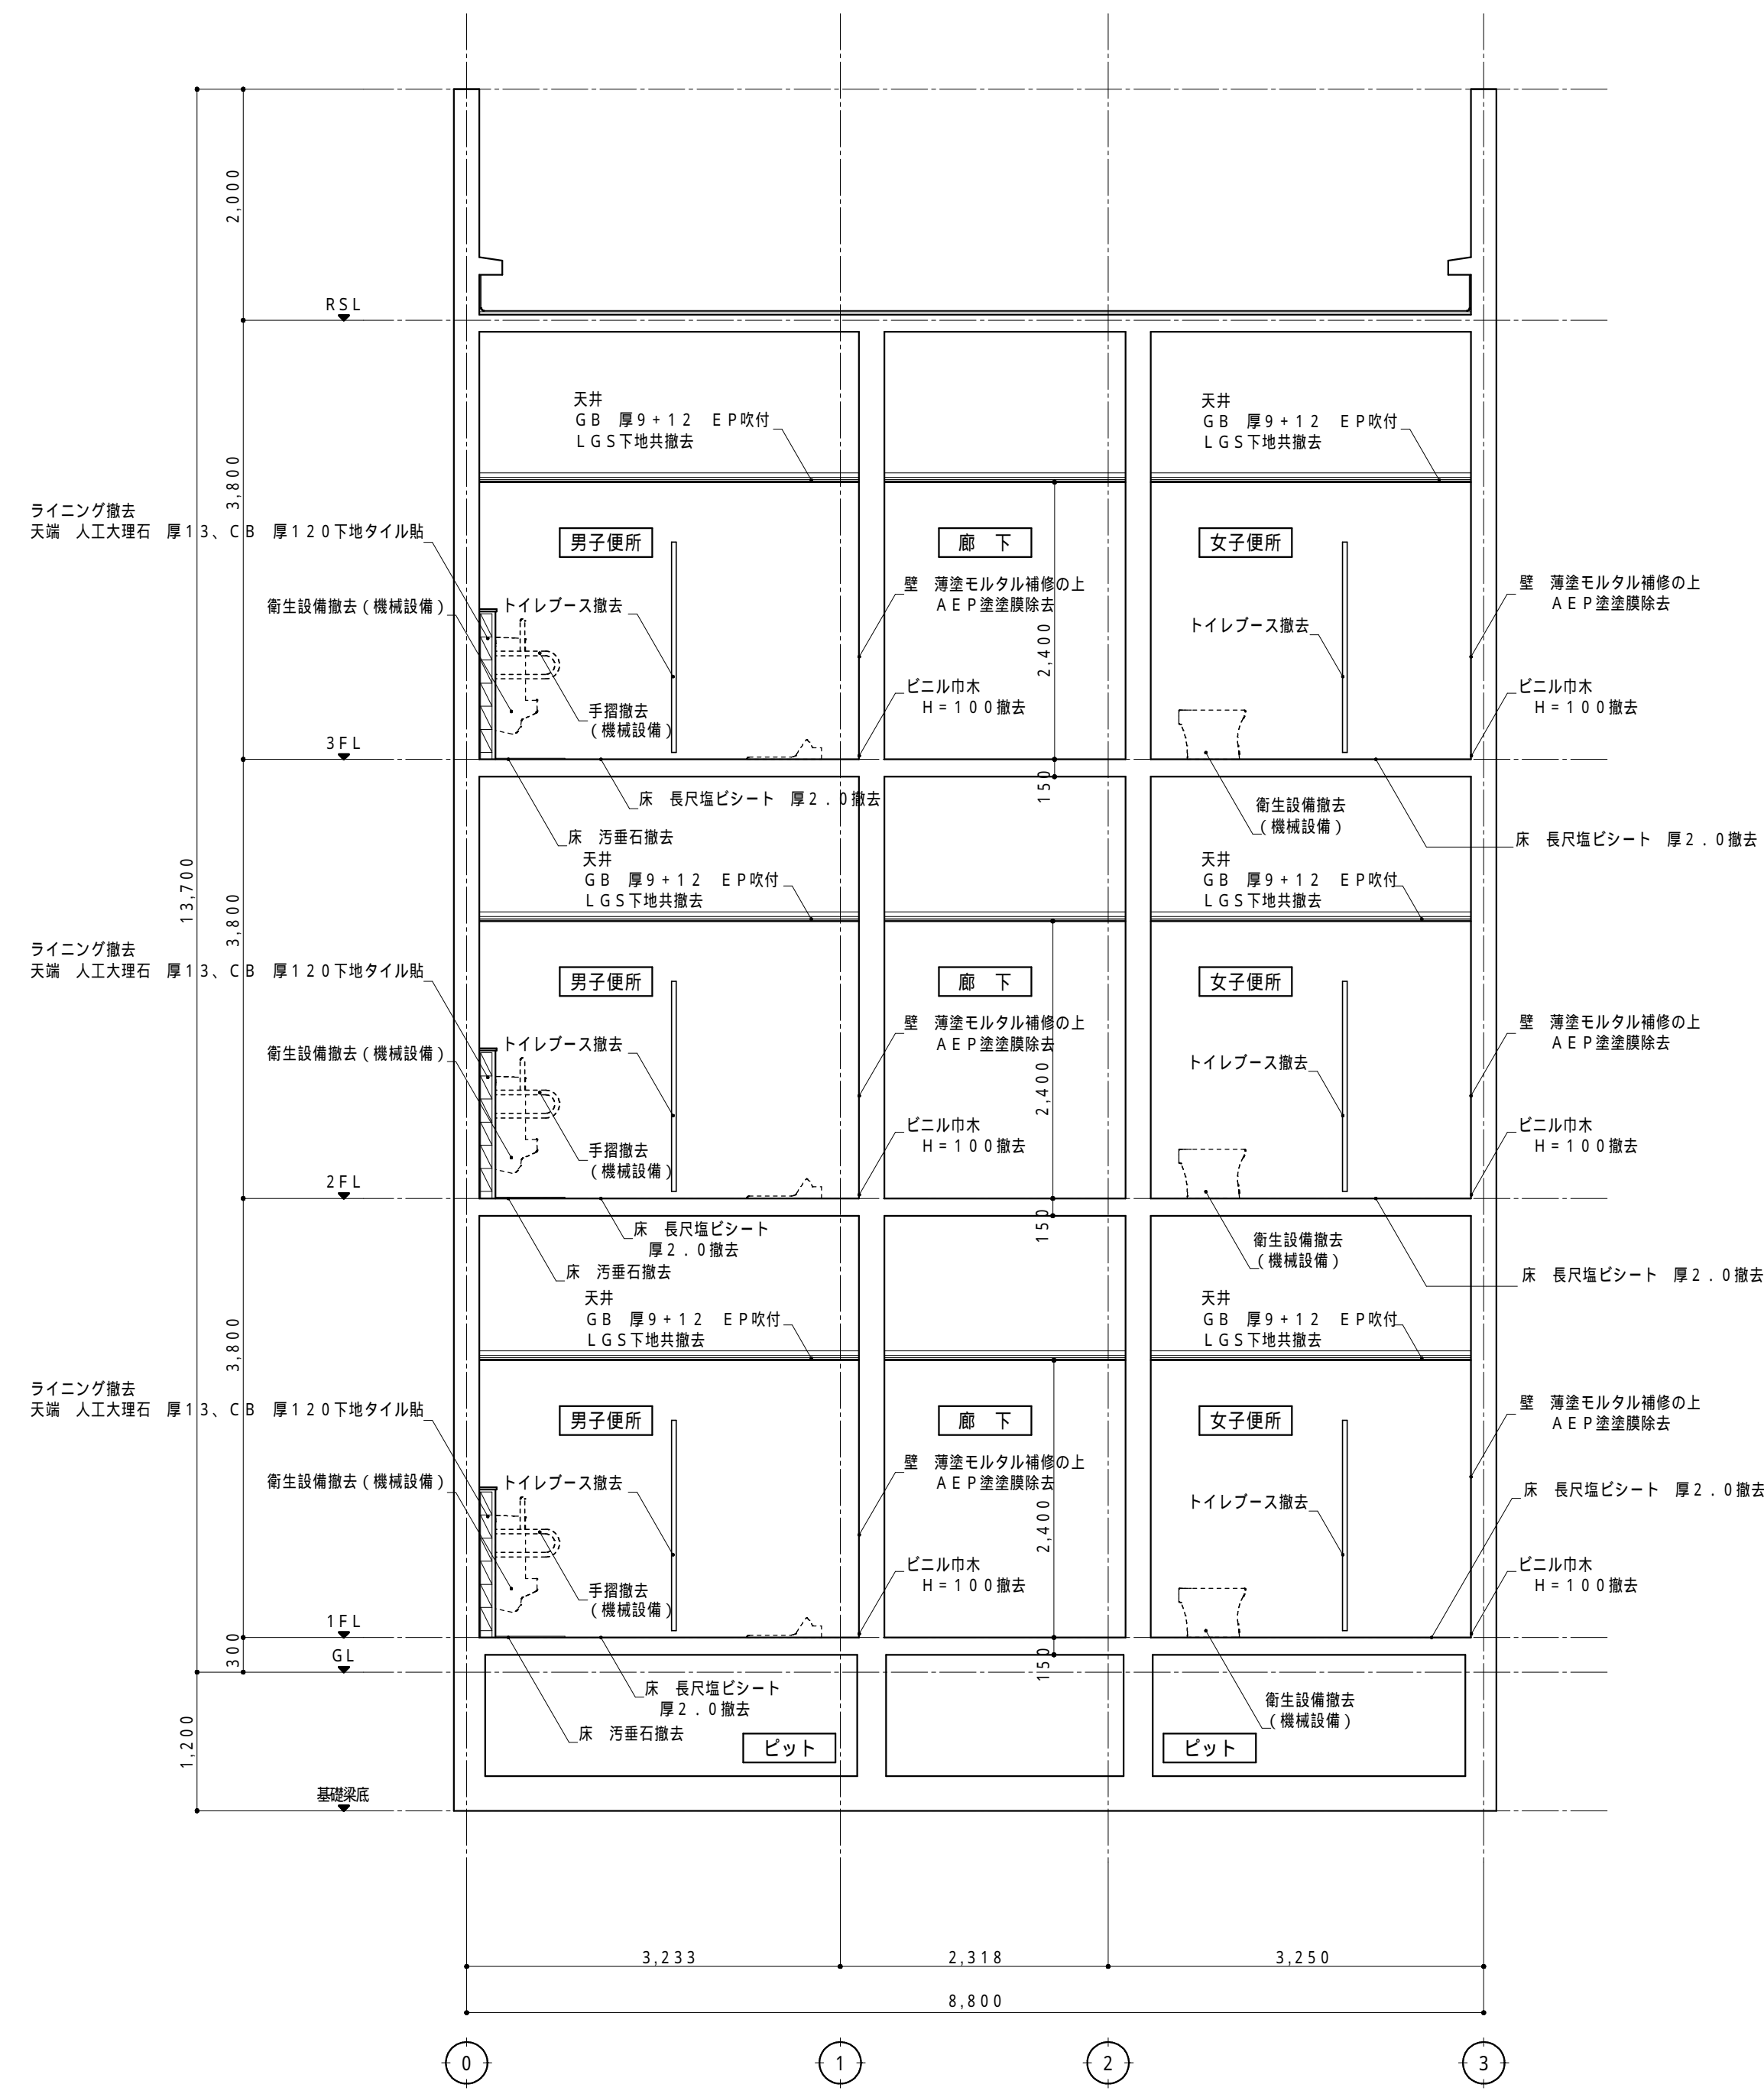 2,000
RSL
天井
GB 厚9+12 EP吹付
LGS下地共撤去
天井
GB 厚9+12 EP吹付
LGS下地共撤去
3,800
ライニング撤去
天端 人工大理石 厚13、CB 厚120下地タイル貼
男子便所
廊 下
女子便所
衛生設備撤去(機械設備)
トイレブース撤去
壁 薄塗モルタル補修の上
AEP塗塗膜除去
2,400
トイレブース撤去
壁 薄塗モルタル補修の上
AEP塗塗膜除去
手摺撤去
(機械設備)
ビニル巾木
H=100撤去
ビニル巾木
H=100撤去
3FL
150
床 長尺塩ビシート 厚2.0撤去
床 汚垂石撤去
衛生設備撤去
(機械設備)
床 長尺塩ビシート 厚2.0撤去
13,700
3,800
天井
GB 厚9+12 EP吹付
LGS下地共撤去
天井
GB 厚9+12 EP吹付
LGS下地共撤去
ライニング撤去
天端 人工大理石 厚13、CB 厚120下地タイル貼
男子便所
廊 下
女子便所
衛生設備撤去(機械設備)
トイレブース撤去
壁 薄塗モルタル補修の上
AEP塗塗膜除去
2,400
トイレブース撤去
壁 薄塗モルタル補修の上
AEP塗塗膜除去
手摺撤去
(機械設備)
ビニル巾木
H=100撤去
ビニル巾木
H=100撤去
2FL
150
床 長尺塩ビシート
厚2.0撤去
床 汚垂石撤去
衛生設備撤去
(機械設備)
床 長尺塩ビシート 厚2.0撤去
3,800
天井
GB 厚9+12 EP吹付
LGS下地共撤去
天井
GB 厚9+12 EP吹付
LGS下地共撤去
ライニング撤去
天端 人工大理石 厚13、CB 厚120下地タイル貼
男子便所
廊 下
女子便所
壁 薄塗モルタル補修の上
AEP塗塗膜除去
衛生設備撤去(機械設備)
トイレブース撤去
壁 薄塗モルタル補修の上
AEP塗塗膜除去
2,400
トイレブース撤去
床 長尺塩ビシート 厚2.0撤去
手摺撤去
(機械設備)
ビニル巾木
H=100撤去
ビニル巾木
H=100撤去
1FL
300
GL
150
床 長尺塩ビシート
厚2.0撤去
床 汚垂石撤去
衛生設備撤去
(機械設備)
ピット
ピット
1,200
基礎梁底
3,233
2,318
3,250
8,800
0
1
2
3